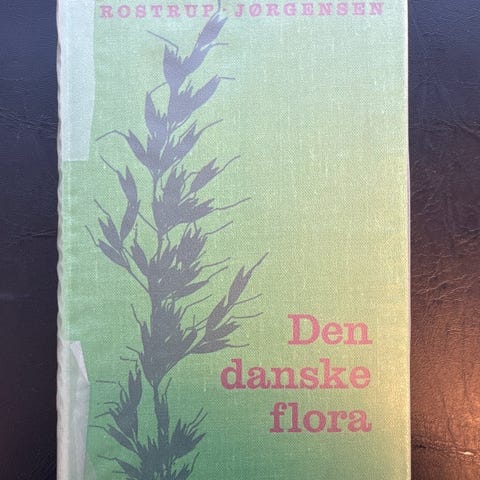 ROSTRUP · JØRGENSEN
Den
danske
flora